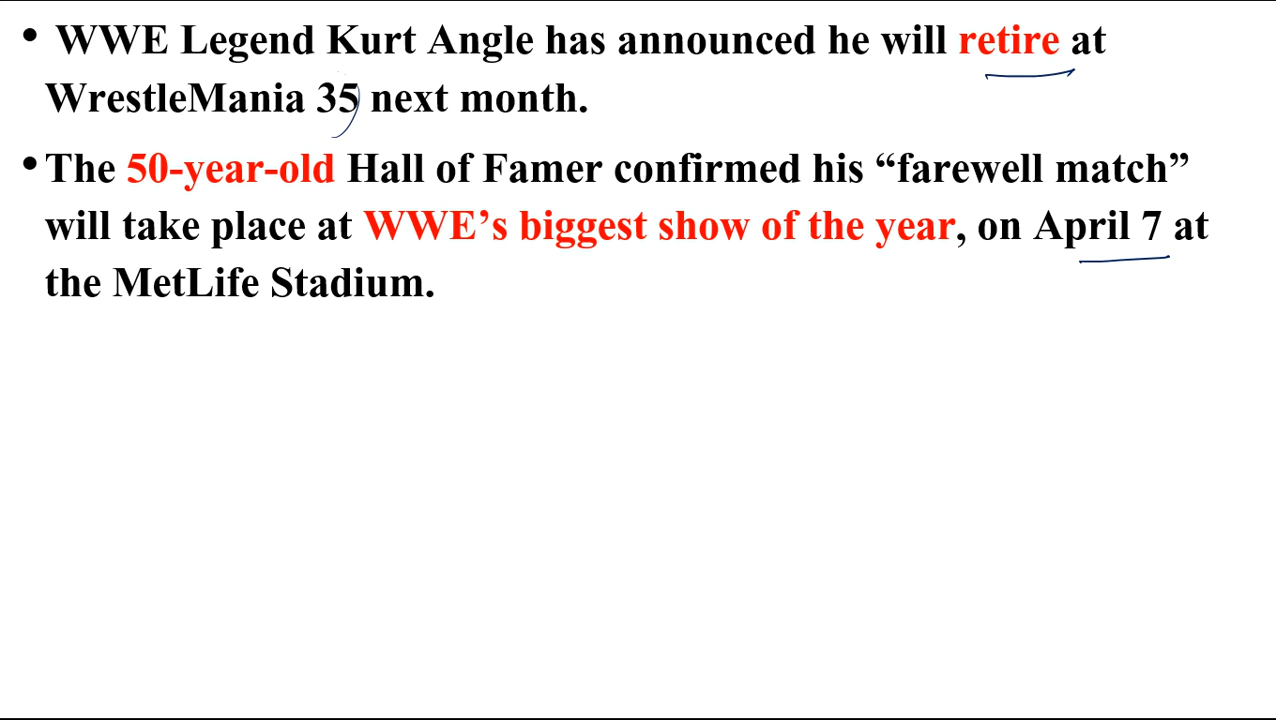 • WWE Legend Kurt Angle has announced he will retire at
WrestleMania 35 next month.
• The 50-year-old Hall of Famer confirmed his “farewell match”
will take place at WWE’s biggest show of the year, on April 7 at
the MetLife Stadium.